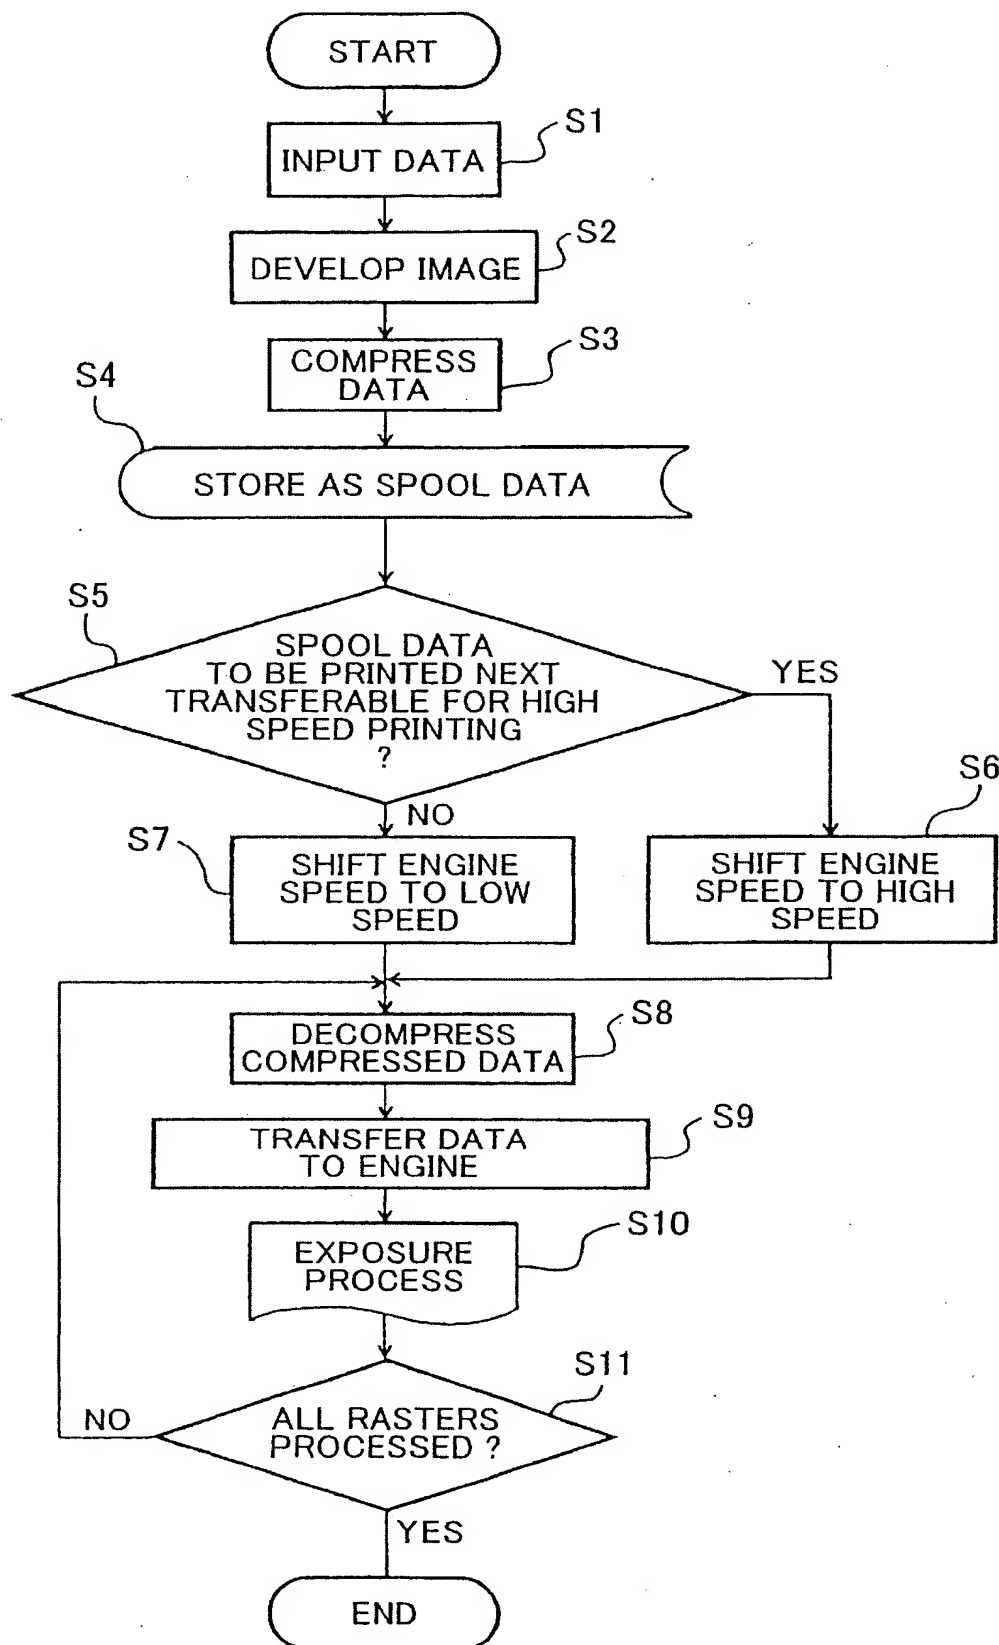 START
S1
INPUT DATA
S2
DEVELOP IMAGE
S3
COMPRESS
DATA
S4
STORE AS SPOOL DATA
S5
SPOOL DATA
TO BE PRINTED NEXT
TRANSFERABLE FOR HIGH
SPEED PRINTING
?
YES
NO
S6
SHIFT ENGINE
SPEED TO HIGH
SPEED
S7
SHIFT ENGINE
SPEED TO LOW
SPEED
S8
DECOMPRESS
COMPRESSED DATA
S9
TRANSFER DATA
TO ENGINE
S10
EXPOSURE
PROCESS
S11
ALL RASTERS
PROCESSED ?
NO
YES
END